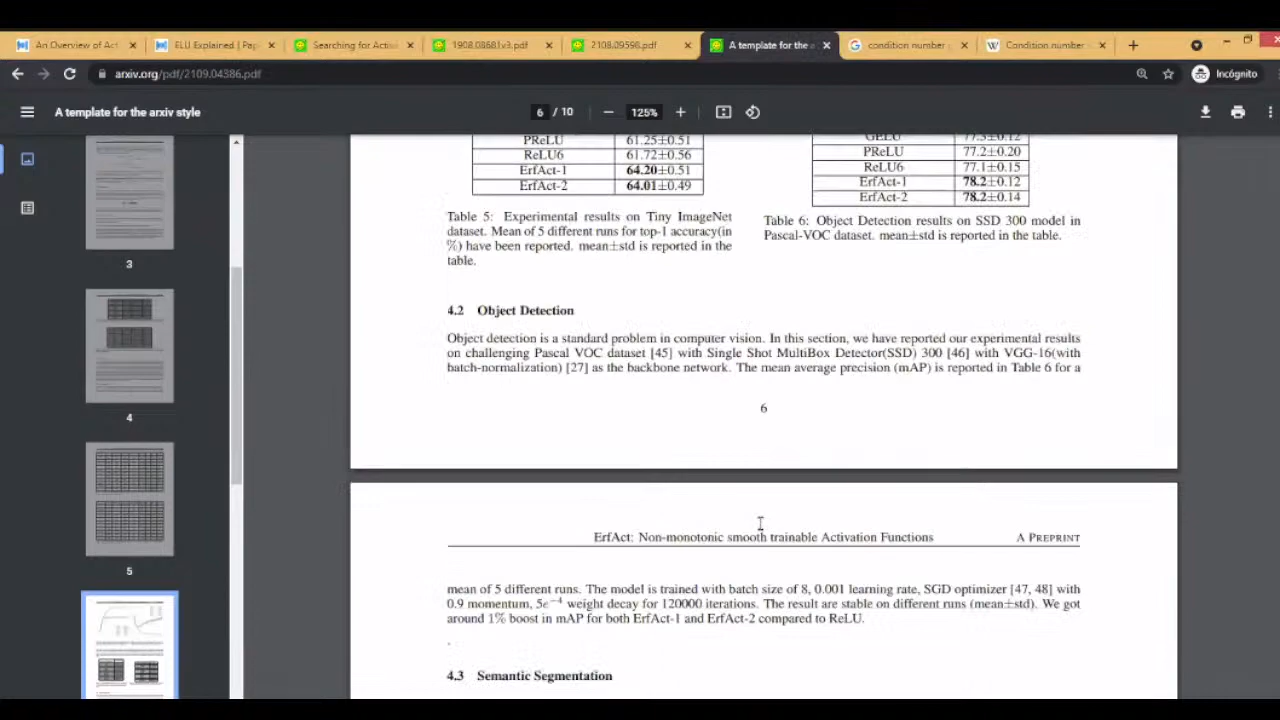 An Overview of Act
ELU Explained | Pap
Searching for Activ
1908.08681v3.pdf
2108.09598.pdf
A template for the a
condition number
Condition number
arxiv.org/pdf/2109.04386.pdf
Incógnito
A template for the arxiv style
6 / 10
125%
3
4
5
PReLU 61.25±0.51
ReLU6 61.72±0.56
ErfAct-1 64.20±0.51
ErfAct-2 64.01±0.49
Table 5: Experimental results on Tiny ImageNet
dataset. Mean of 5 different runs for top-1 accuracy(in
%) have been reported. mean±std is reported in the
table.
GELU 77.3±0.12
PReLU 77.2±0.20
ReLU6 77.1±0.15
ErfAct-1 78.2±0.12
ErfAct-2 78.2±0.14
Table 6: Object Detection results on SSD 300 model in
Pascal-VOC dataset. mean±std is reported in the table.
4.2 Object Detection
Object detection is a standard problem in computer vision. In this section, we have reported our experimental results
on challenging Pascal VOC dataset [45] with Single Shot MultiBox Detector(SSD) 300 [46] with VGG-16(with
batch-normalization) [27] as the backbone network. The mean average precision (mAP) is reported in Table 6 for a
6
ErfAct: Non-monotonic smooth trainable Activation Functions
A PREPRINT
mean of 5 different runs. The model is trained with batch size of 8, 0.001 learning rate, SGD optimizer [47, 48] with
0.9 momentum, 5e⁻⁴ weight decay for 120000 iterations. The result are stable on different runs (mean±std). We got
around 1% boost in mAP for both ErfAct-1 and ErfAct-2 compared to ReLU.
.
4.3 Semantic Segmentation